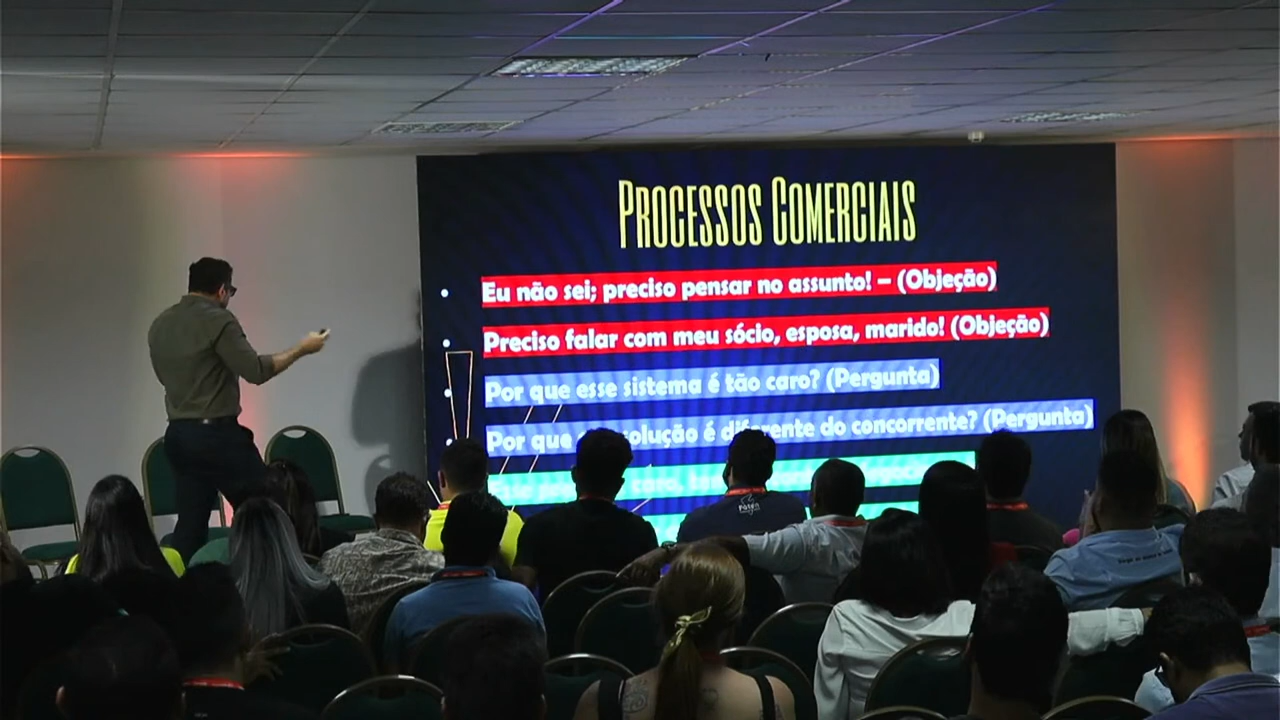 PROCESSOS COMERCIAIS
• Eu não sei; preciso pensar no assunto! – (Objeção)
• Preciso falar com meu sócio, esposa, marido! (Objeção)
• Por que esse sistema é tão caro? (Pergunta)
• Por que solução é diferente do concorrente? (Pergunta)
caro,